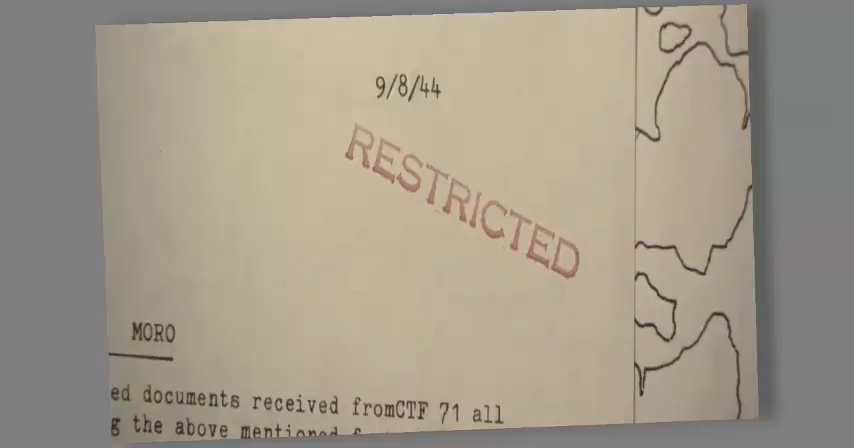 9/8/44
RESTRICTED
MORO
ed documents received fromCTF 71 all
g the above mentioned